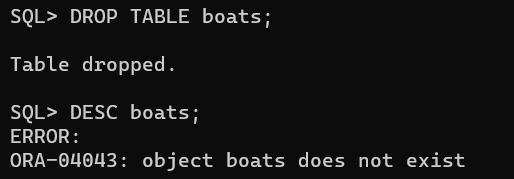 SQL> DROP TABLE boats;
Table dropped.
SQL> DESC boats;
ERROR:
ORA-04043: object boats does not exist